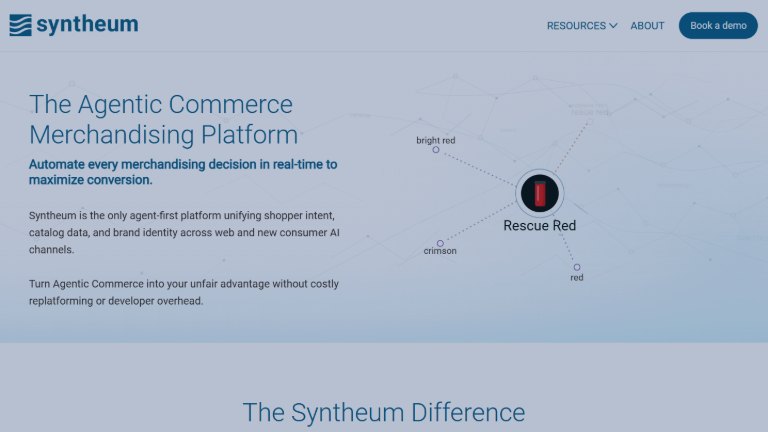 syntheum
RESOURCES
ABOUT
Book a demo
The Agentic Commerce
Merchandising Platform
Automate every merchandising decision in real-time to
maximize conversion.
Syntheum is the only agent-first platform unifying shopper intent,
catalog data, and brand identity across web and new consumer AI
channels.
Turn Agentic Commerce into your unfair advantage without costly
replatforming or developer overhead.
bright red
rescue red
Rescue Red
crimson
red
The Syntheum Difference